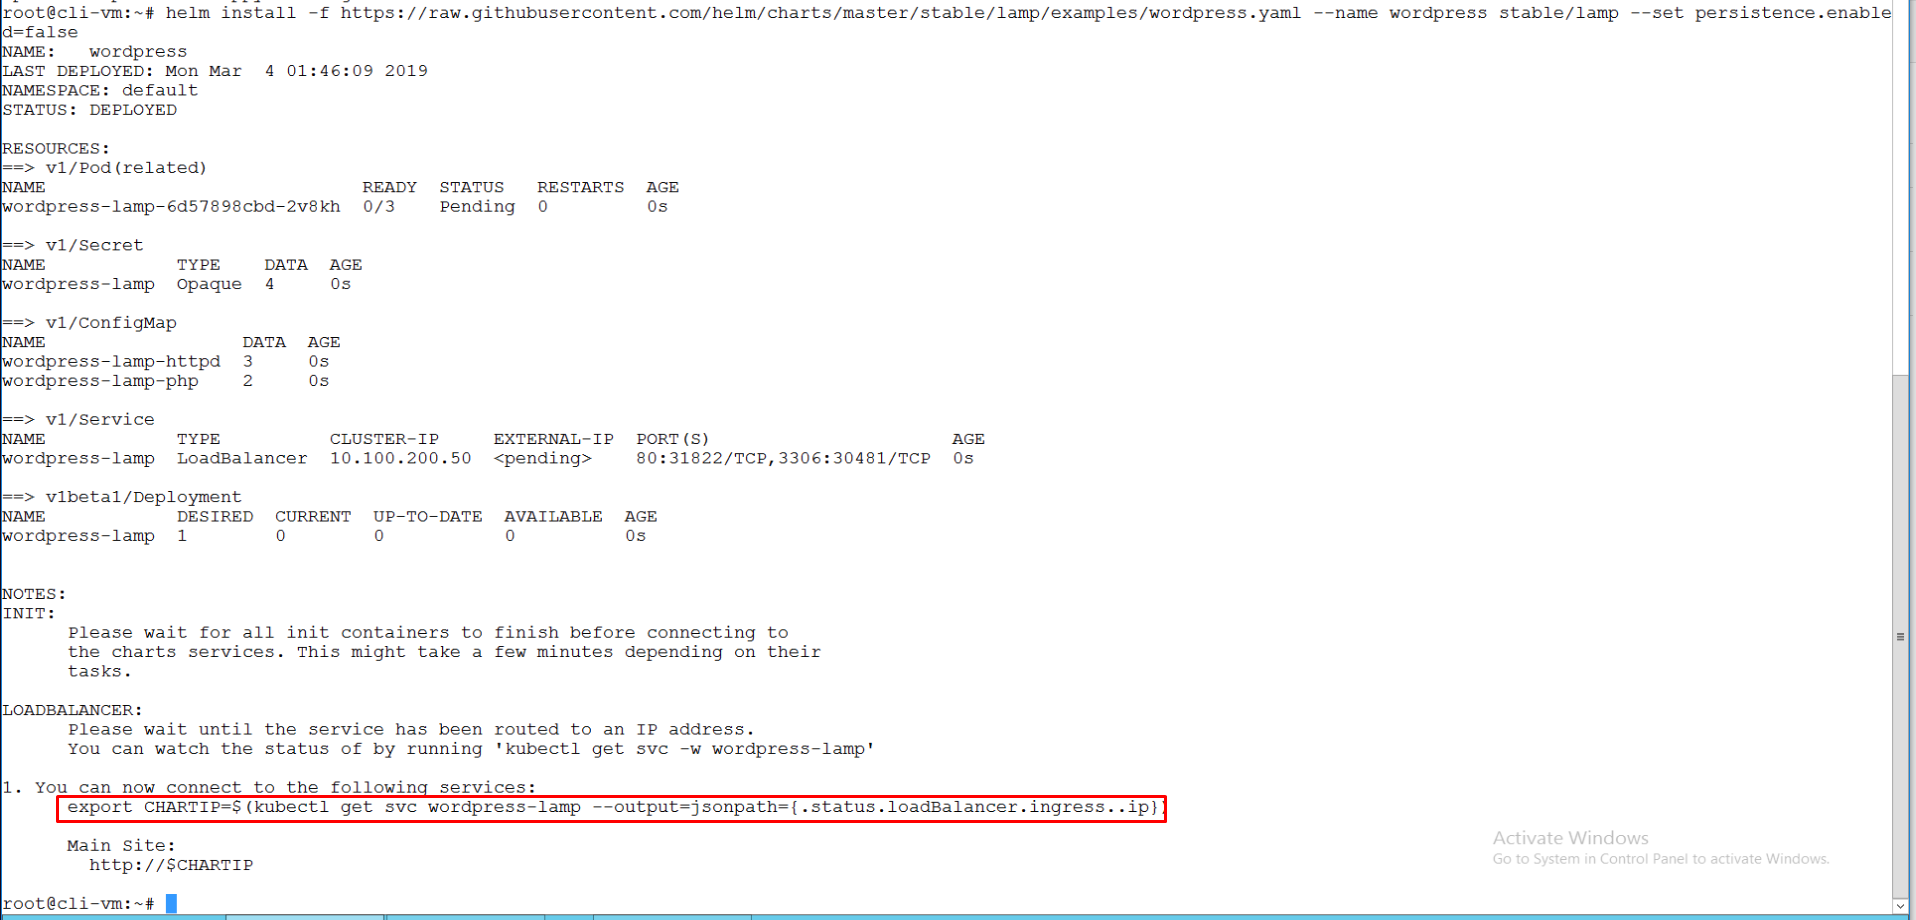 root@cli-vm:~# helm install -f https://raw.githubusercontent.com/helm/charts/master/stable/lamp/examples/wordpress.yaml --name wordpress stable/lamp --set persistence.enable
d=false
NAME:   wordpress
LAST DEPLOYED: Mon Mar  4 01:46:09 2019
NAMESPACE: default
STATUS: DEPLOYED

RESOURCES:
==> v1/Pod(related)
NAME                             READY  STATUS   RESTARTS  AGE
wordpress-lamp-6d57898cbd-2v8kh  0/3    Pending  0         0s

==> v1/Secret
NAME            TYPE    DATA  AGE
wordpress-lamp  Opaque  4     0s

==> v1/ConfigMap
NAME                  DATA  AGE
wordpress-lamp-httpd  3     0s
wordpress-lamp-php    2     0s

==> v1/Service
NAME            TYPE          CLUSTER-IP     EXTERNAL-IP  PORT(S)                      AGE
wordpress-lamp  LoadBalancer  10.100.200.50  <pending>    80:31822/TCP,3306:30481/TCP  0s

==> v1beta1/Deployment
NAME            DESIRED  CURRENT  UP-TO-DATE  AVAILABLE  AGE
wordpress-lamp  1        0        0           0          0s

NOTES:
INIT:
      Please wait for all init containers to finish before connecting to
      the charts services. This might take a few minutes depending on their
      tasks.

LOADBALANCER:
      Please wait until the service has been routed to an IP address.
      You can watch the status of by running 'kubectl get svc -w wordpress-lamp'

1. You can now connect to the following services:
      export CHARTIP=$(kubectl get svc wordpress-lamp --output=jsonpath={.status.loadBalancer.ingress..ip})

      Main Site:
        http://$CHARTIP

root@cli-vm:~#
Activate Windows
Go to System in Control Panel to activate Windows.